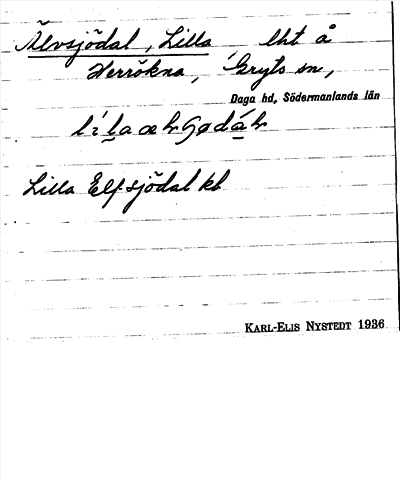 Älvsjödal, Lilla lht å
Herrökna, Gryts sn,
Daga hd, Södermanlands län
Lilla Elfsjödal kb
KARL-ELIS NYSTEDT 1936